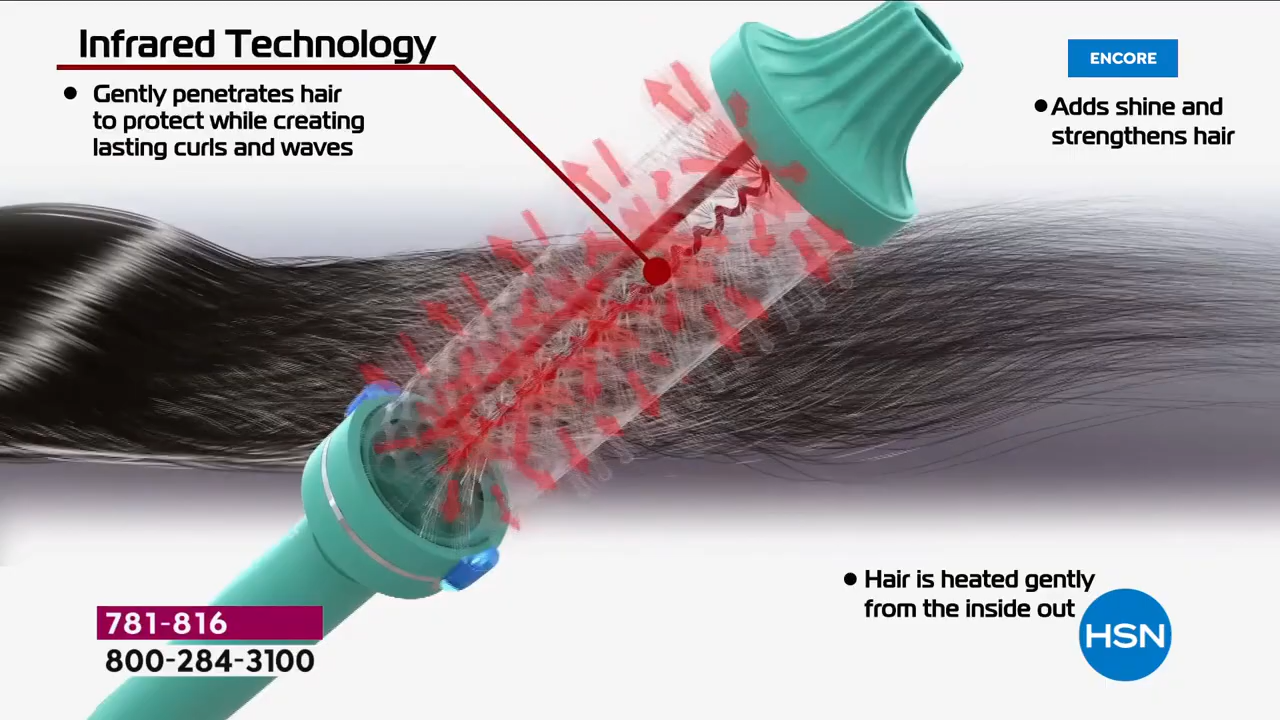 Infrared Technology
● Gently penetrates hair
to protect while creating
lasting curls and waves
ENCORE
● Adds shine and
strengthens hair
● Hair is heated gently
from the inside out
HSN
781-816
800-284-3100